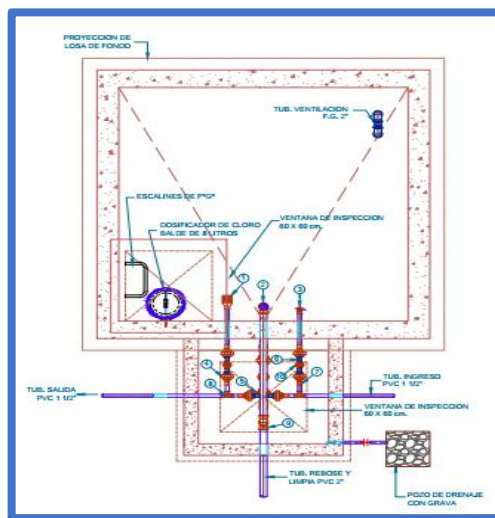 PROYECCION DE
LOSA DE FONDO
TUB. VENTILACION
F.G. 2"
ESCALINES DE FºGº
DOSIFICADOR DE CLORO
BALDE DE 8 LITROS
VENTANA DE INSPECCION
60 X 60 cm.
1
2
3
4
6
10
8
5
7
TUB. SALIDA
PVC 1 1/2"
TUB. INGRESO
PVC 1 1/2"
VENTANA DE INSPECCION
60 X 60 cm.
9
TUB. REBOSE Y
LIMPIA PVC 2"
POZO DE DRENAJE
CON GRAVA